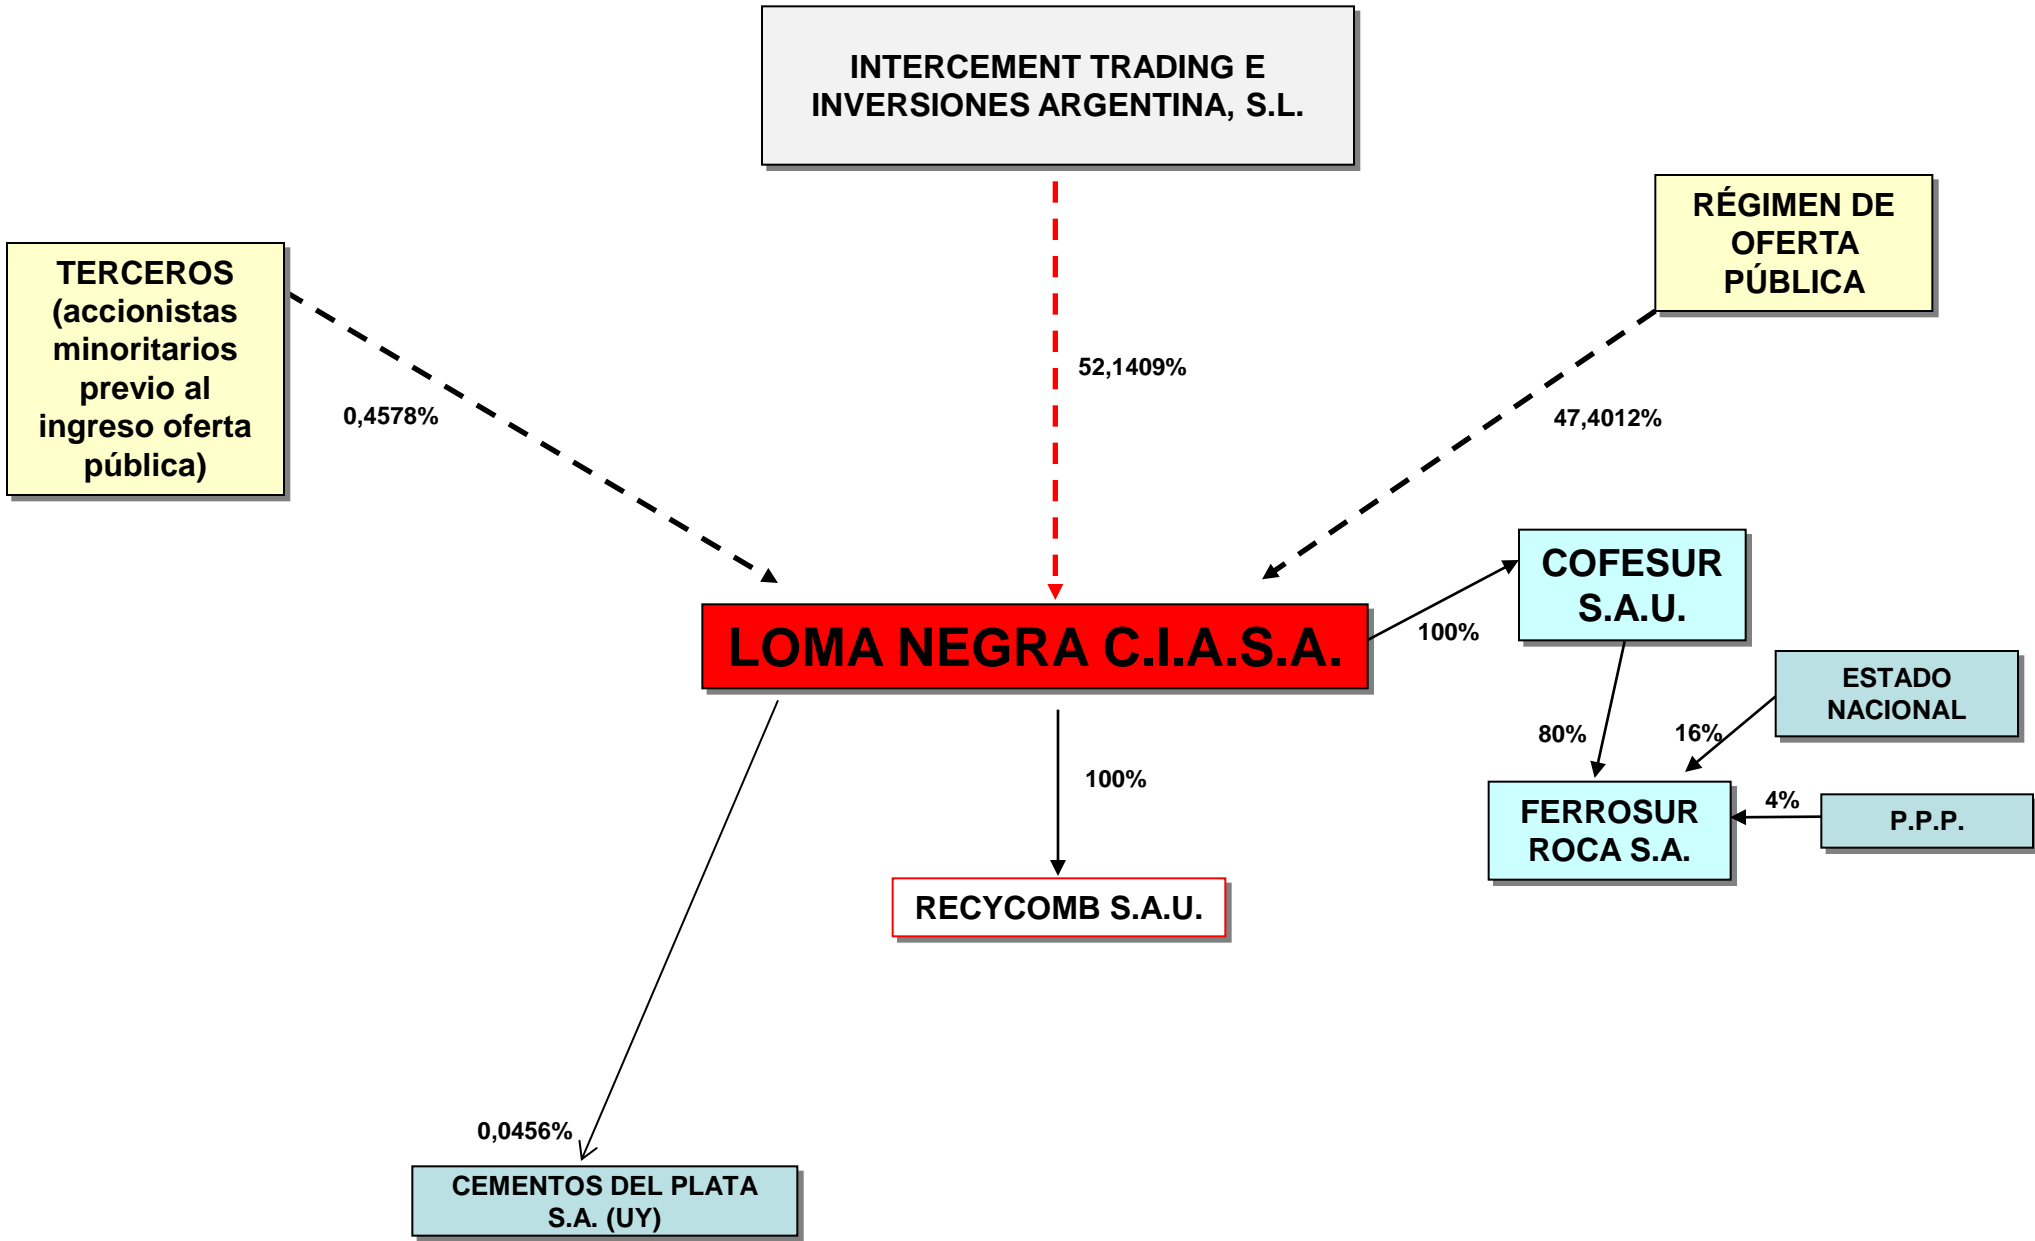 INTERCEMENT TRADING E
INVERSIONES ARGENTINA, S.L.
RÉGIMEN DE
OFERTA
PÚBLICA
TERCEROS
(accionistas
minoritarios
previo al
ingreso oferta
pública)
0,4578%
52,1409%
47,4012%
LOMA NEGRA C.I.A.S.A.
100%
COFESUR
S.A.U.
ESTADO
NACIONAL
80%
16%
100%
FERROSUR
ROCA S.A.
4%
P.P.P.
RECYCOMB S.A.U.
0,0456%
CEMENTOS DEL PLATA
S.A. (UY)